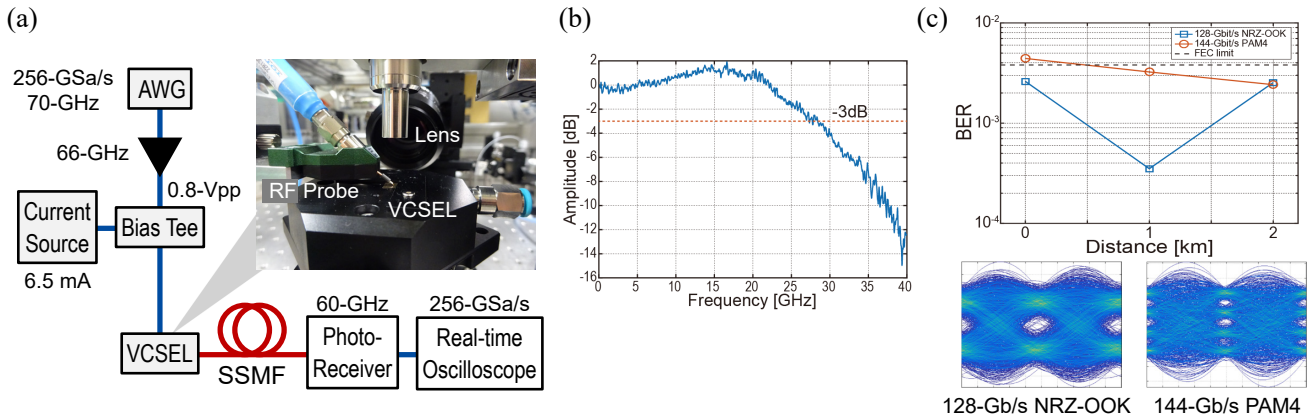 (a)
256-GSa/s
70-GHz
AWG
66-GHz
0.8-Vpp
Current
Source
Bias Tee
6.5 mA
VCSEL
SSMF
60-GHz
Photo-
Receiver
256-GSa/s
Real-time
Oscilloscope
Lens
RF Probe
VCSEL
(b)
2
0
-2
-4
-6
-8
-10
-12
-14
-16
Amplitude [dB]
-3dB
0 5 10 15 20 25 30 35 40
Frequency [GHz]
(c)
10-2
10-3
10-4
BER
128-Gbit/s NRZ-OOK
144-Gbit/s PAM4
FEC limit
0 1 2
Distance [km]
128-Gb/s NRZ-OOK
144-Gb/s PAM4